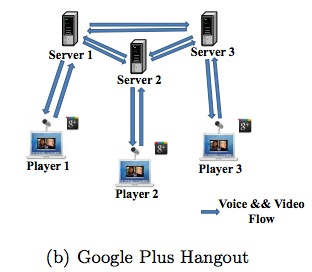 Server 1
Server 3
Server 2
g+
g+
g+
Player 1
Player 3
Player 2
Voice && Video
Flow
(b) Google Plus Hangout